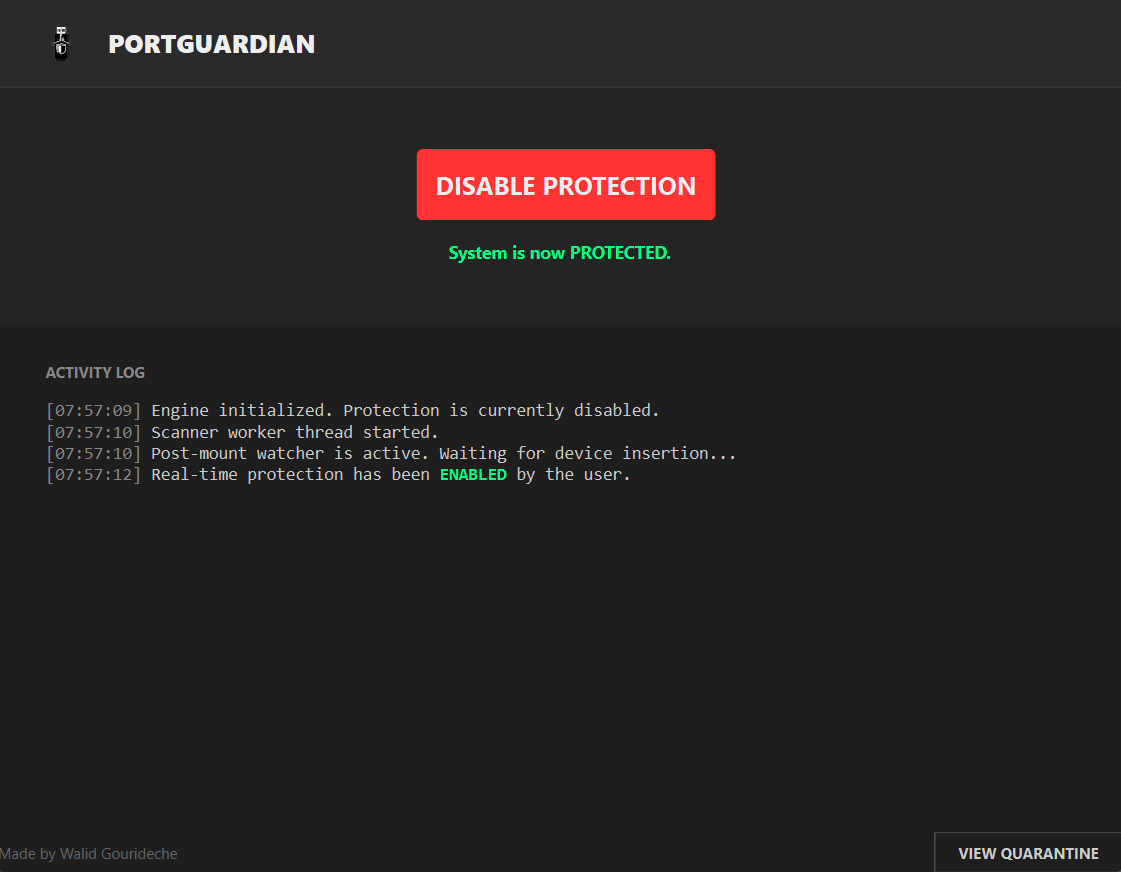 PORTGUARDIAN
DISABLE PROTECTION
System is now PROTECTED.
ACTIVITY LOG
[07:57:09] Engine initialized. Protection is currently disabled.
[07:57:10] Scanner worker thread started.
[07:57:10] Post-mount watcher is active. Waiting for device insertion...
[07:57:12] Real-time protection has been ENABLED by the user.
Made by Walid Gourideche
VIEW QUARANTINE